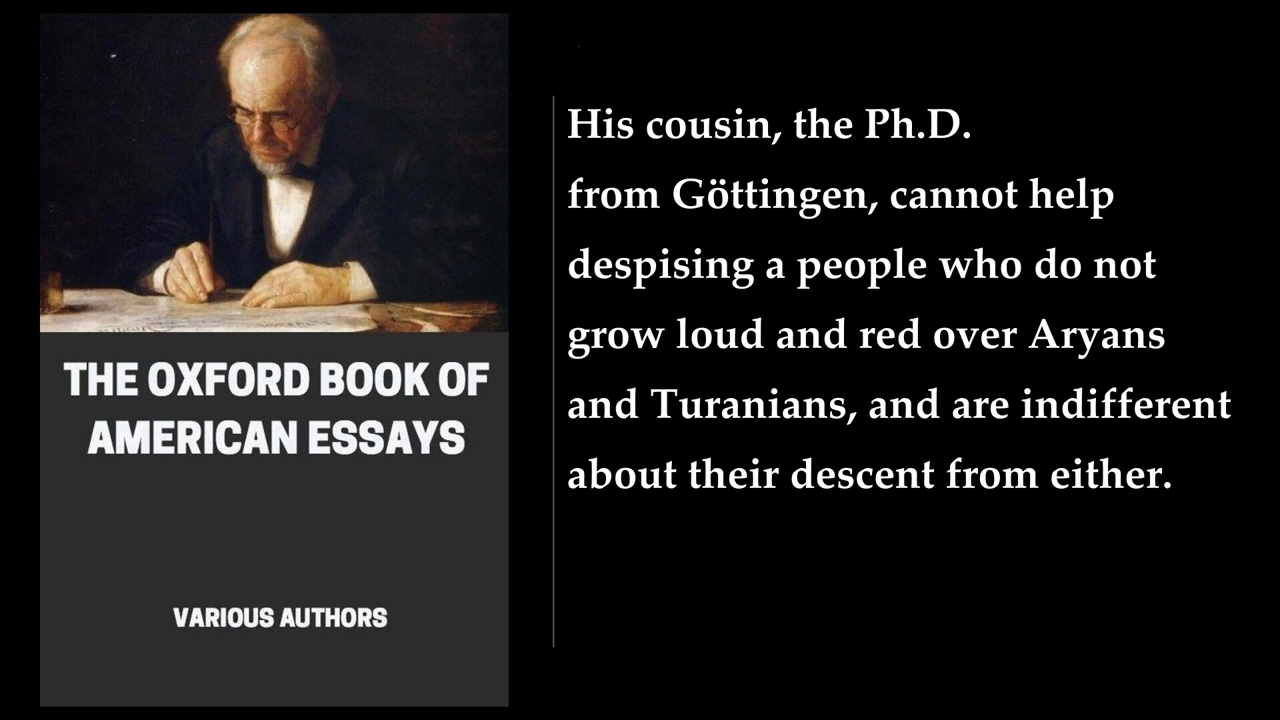 THE OXFORD BOOK OF
AMERICAN ESSAYS
VARIOUS AUTHORS
His cousin, the Ph.D.
from Göttingen, cannot help
despising a people who do not
grow loud and red over Aryans
and Turanians, and are indifferent
about their descent from either.